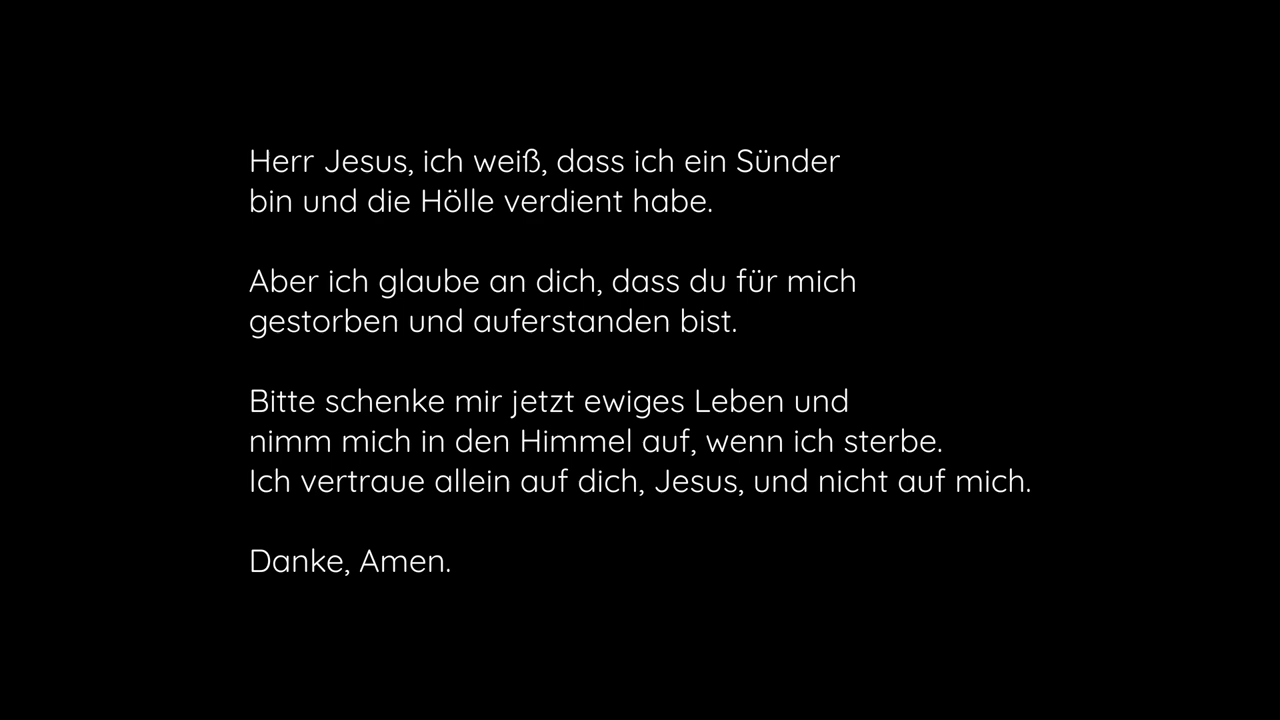 Herr Jesus, ich weiß, dass ich ein Sünder
bin und die Hölle verdient habe.
Aber ich glaube an dich, dass du für mich
gestorben und auferstanden bist.
Bitte schenke mir jetzt ewiges Leben und
nimm mich in den Himmel auf, wenn ich sterbe.
Ich vertraue allein auf dich, Jesus, und nicht auf mich.
Danke, Amen.